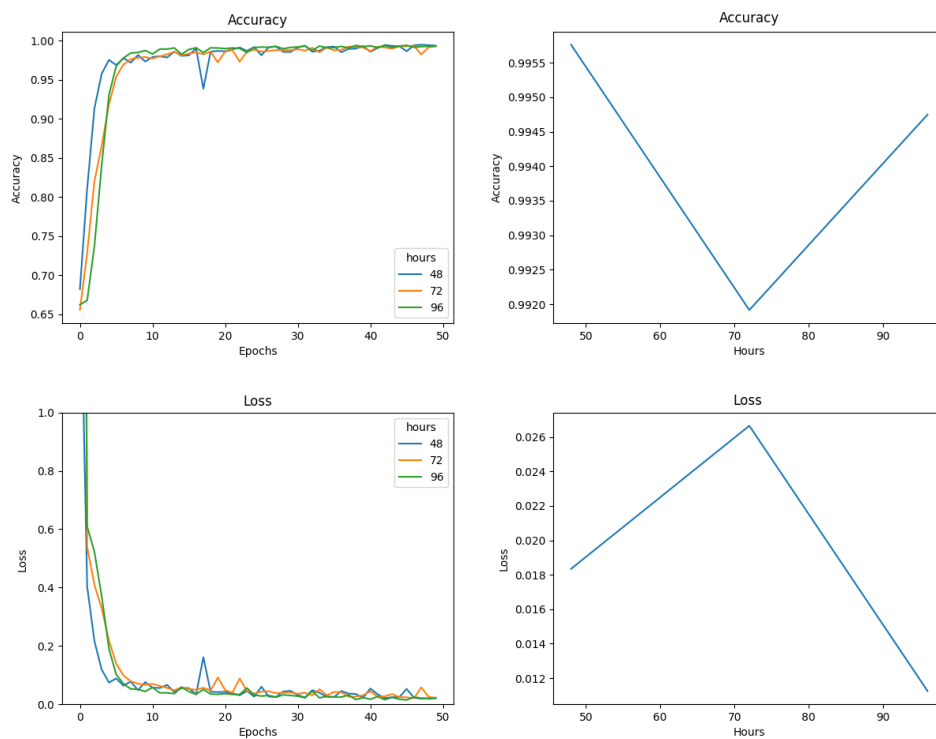 Accuracy
Accuracy
1.00
0.95
0.90
0.85
0.80
0.75
0.70
0.65
0 10 20 30 40 50
Epochs
hours
48
72
96
Accuracy
Accuracy
0.9955
0.9950
0.9945
0.9940
0.9935
0.9930
0.9925
0.9920
50 60 70 80 90
Hours
Loss
Loss
1.0
0.8
0.6
0.4
0.2
0.0
0 10 20 30 40 50
Epochs
hours
48
72
96
Loss
Loss
0.026
0.024
0.022
0.020
0.018
0.016
0.014
0.012
50 60 70 80 90
Hours